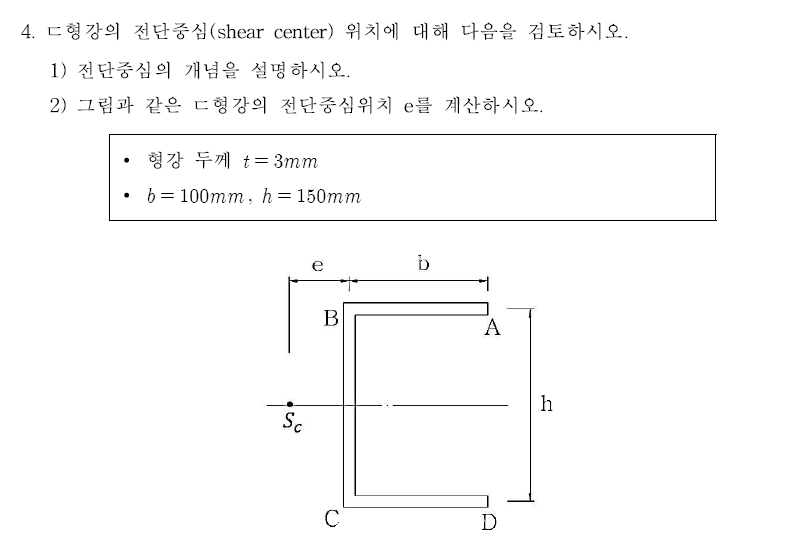 4. ㄷ형강의 전단중심(shear center) 위치에 대해 다음을 검토하시오.
1) 전단중심의 개념을 설명하시오.
2) 그림과 같은 ㄷ형강의 전단중심위치 e를 계산하시오.
• 형강 두께 t = 3mm
• b = 100mm, h = 150mm
e b
B A
h
S_c
C D